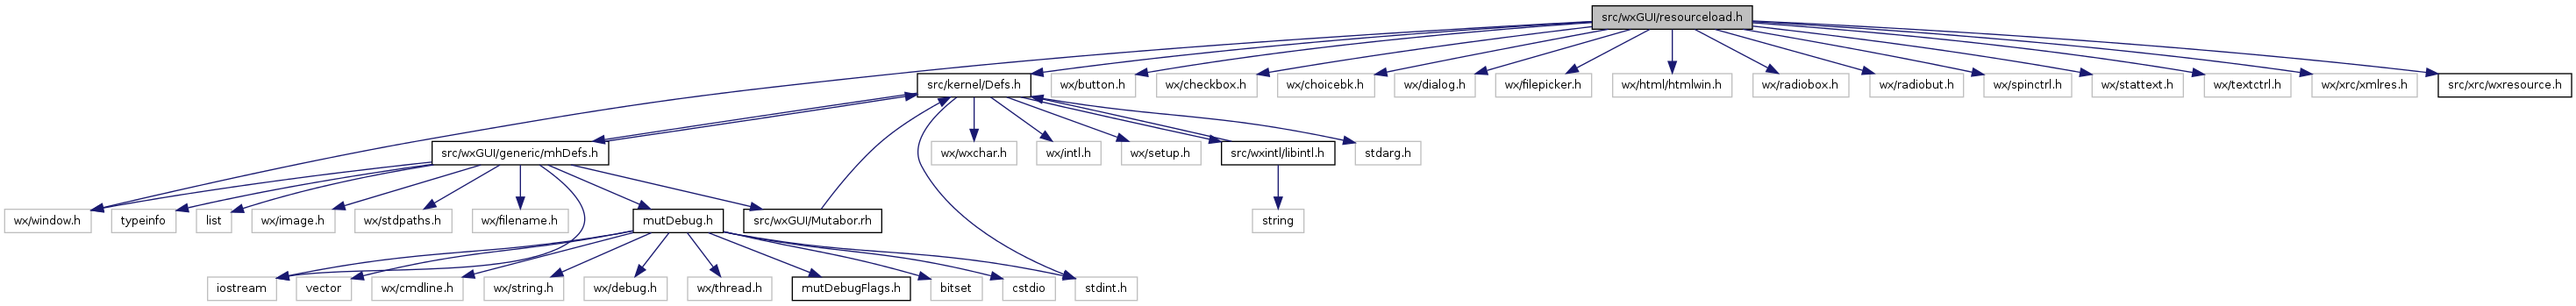 src/wxGUI/resourceload.h
src/kernel/Defs.h
wx/button.h
wx/checkbox.h
wx/choicebk.h
wx/dialog.h
wx/filepicker.h
wx/html/htmlwin.h
wx/radiobox.h
wx/radiobut.h
wx/spinctrl.h
wx/stattext.h
wx/textctrl.h
wx/xrc/xmlres.h
src/xrc/wxresource.h
src/wxGUI/generic/mhDefs.h
wx/wxchar.h
wx/intl.h
wx/setup.h
src/wxintl/libintl.h
stdarg.h
wx/window.h
typeinfo
list
wx/image.h
wx/stdpaths.h
wx/filename.h
mutDebug.h
src/wxGUI/Mutabor.rh
string
iostream
vector
wx/cmdline.h
wx/string.h
wx/debug.h
wx/thread.h
mutDebugFlags.h
bitset
cstdio
stdint.h